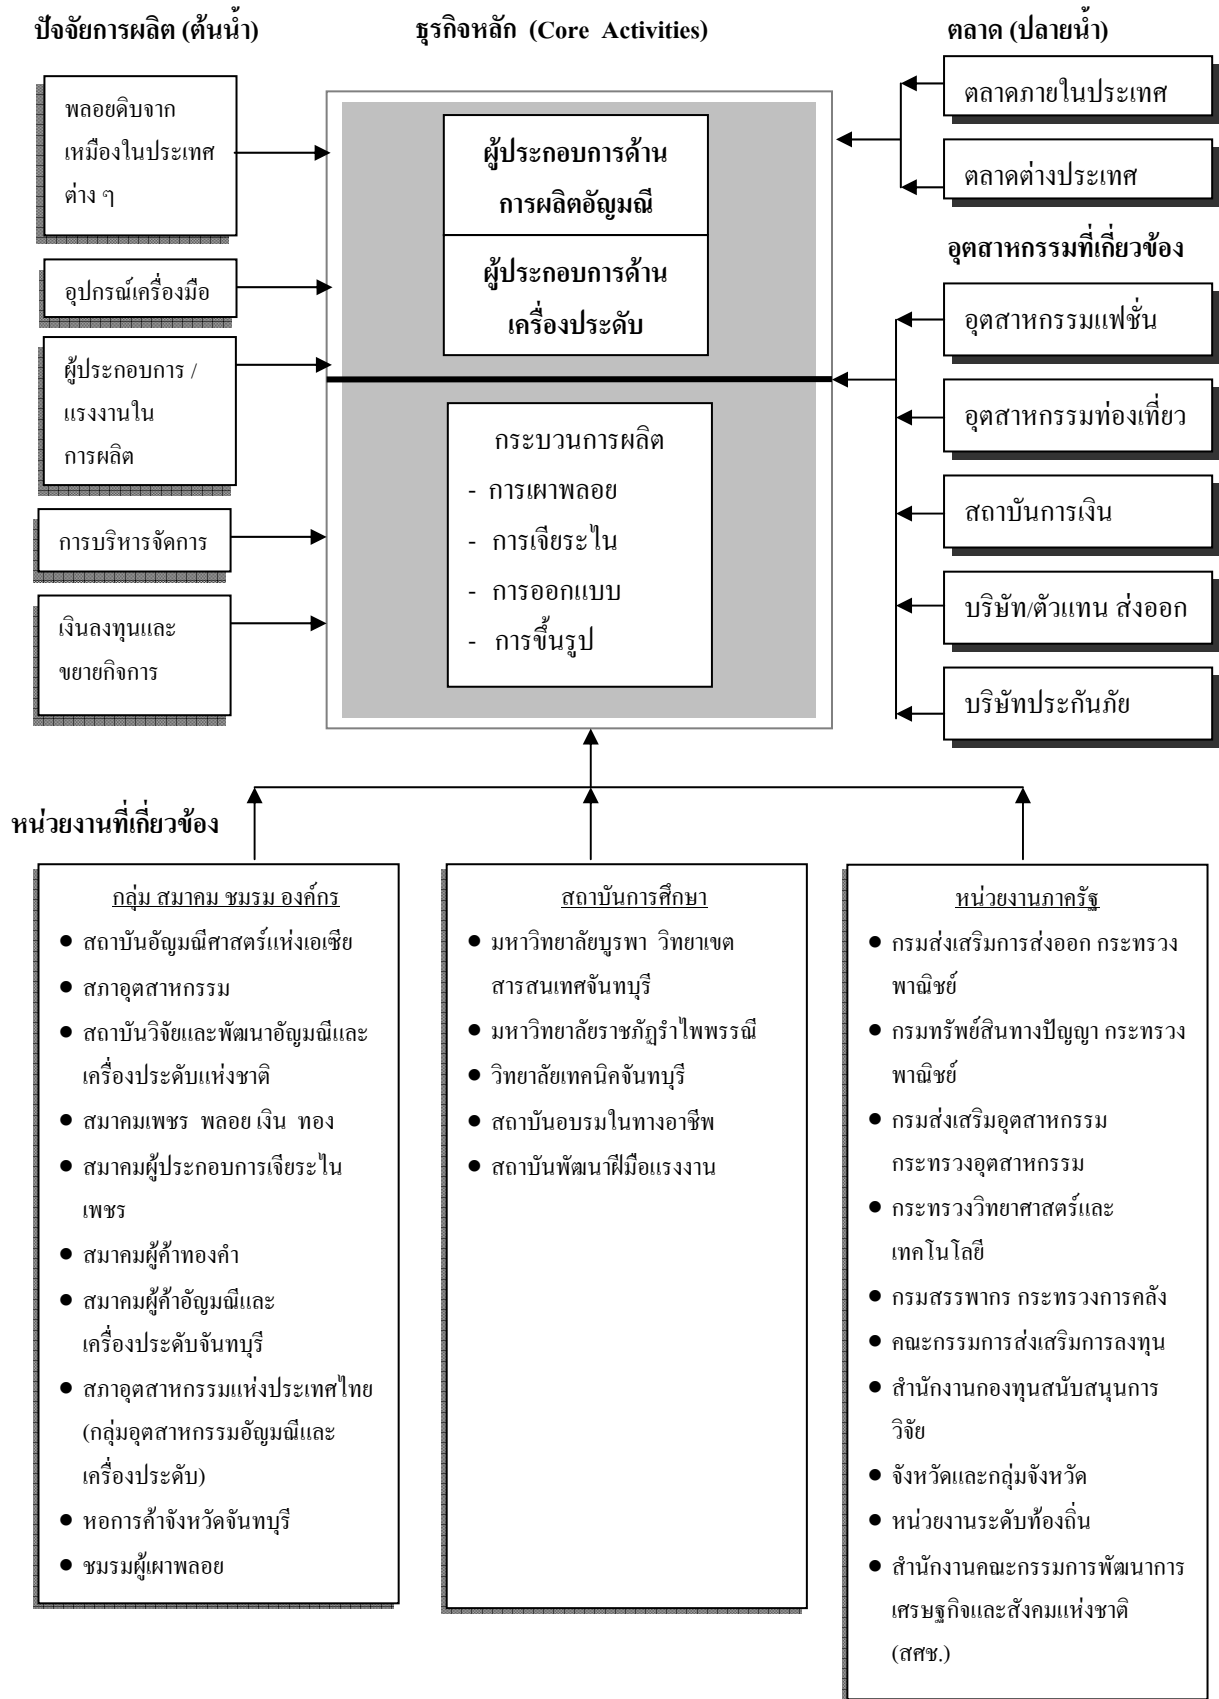 ปัจจัยการผลิต (ต้นน้ำ)
ธุรกิจหลัก (Core Activities)
ตลาด (ปลายน้ำ)
พลอยดิบจาก
เหมืองในประเทศ
ต่าง ๆ
อุปกรณ์เครื่องมือ
ผู้ประกอบการ /
แรงงานใน
การผลิต
การบริหารจัดการ
เงินลงทุนและ
ขยายกิจการ
ผู้ประกอบการด้าน
การผลิตอัญมณี
ผู้ประกอบการด้าน
เครื่องประดับ
กระบวนการผลิต
- การเผาพลอย
- การเจียระไน
- การออกแบบ
- การขึ้นรูป
ตลาดภายในประเทศ
ตลาดต่างประเทศ
อุตสาหกรรมที่เกี่ยวข้อง
อุตสาหกรรมแฟชั่น
อุตสาหกรรมท่องเที่ยว
สถาบันการเงิน
บริษัท/ตัวแทน ส่งออก
บริษัทประกันภัย
หน่วยงานที่เกี่ยวข้อง
กลุ่ม สมาคม ชมรม องค์กร
● สถาบันอัญมณีศาสตร์แห่งเอเซีย
● สภาอุตสาหกรรม
● สถาบันวิจัยและพัฒนาอัญมณีและ
เครื่องประดับแห่งชาติ
● สมาคมเพชร พลอย เงิน ทอง
● สมาคมผู้ประกอบการเจียระไน
เพชร
● สมาคมผู้ค้าทองคำ
● สมาคมผู้ค้าอัญมณีและ
เครื่องประดับจันทบุรี
● สภาอุตสาหกรรมแห่งประเทศไทย
(กลุ่มอุตสาหกรรมอัญมณีและ
เครื่องประดับ)
● หอการค้าจังหวัดจันทบุรี
● ชมรมผู้เผาพลอย
สถาบันการศึกษา
● มหาวิทยาลัยบูรพา วิทยาเขต
สารสนเทศจันทบุรี
● มหาวิทยาลัยราชภัฏรำไพพรรณี
● วิทยาลัยเทคนิคจันทบุรี
● สถาบันอบรมในทางอาชีพ
● สถาบันพัฒนาฝีมือแรงงาน
หน่วยงานภาครัฐ
● กรมส่งเสริมการส่งออก กระทรวง
พาณิชย์
● กรมทรัพย์สินทางปัญญา กระทรวง
พาณิชย์
● กรมส่งเสริมอุตสาหกรรม
กระทรวงอุตสาหกรรม
● กระทรวงวิทยาศาสตร์และ
เทคโนโลยี
● กรมสรรพากร กระทรวงการคลัง
● คณะกรรมการส่งเสริมการลงทุน
● สำนักงานกองทุนสนับสนุนการ
วิจัย
● จังหวัดและกลุ่มจังหวัด
● หน่วยงานระดับท้องถิ่น
● สำนักงานคณะกรรมการพัฒนาการ
เศรษฐกิจและสังคมแห่งชาติ
(สศช.)